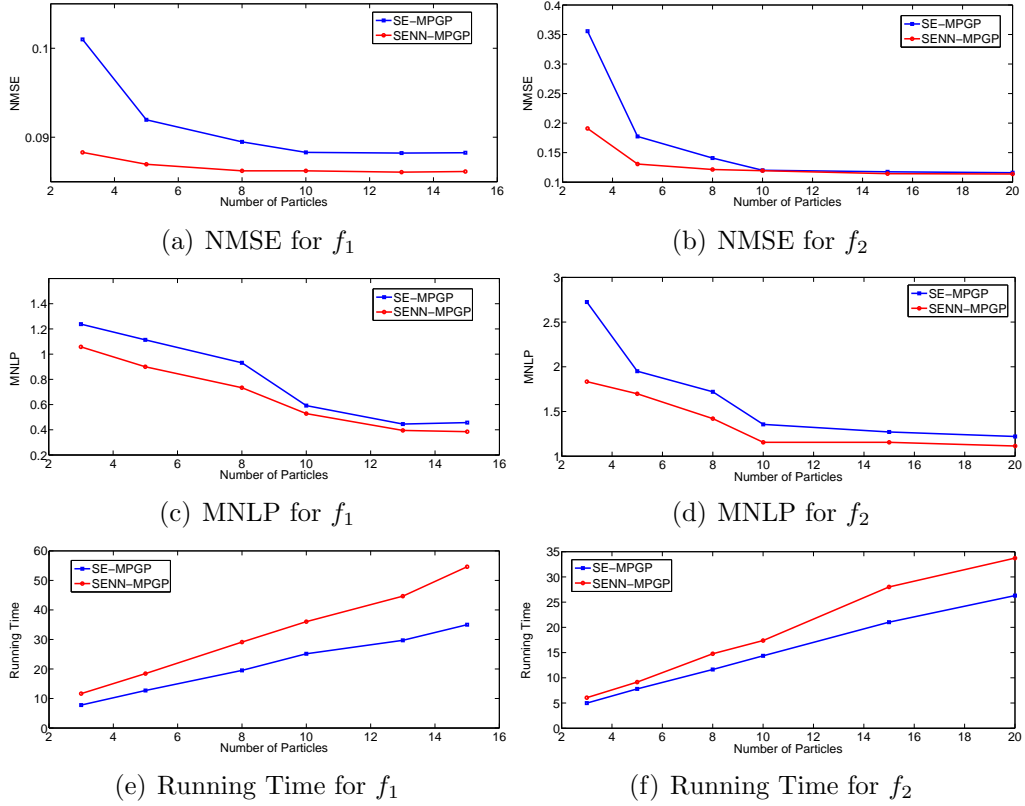 SE−MPGP
SENN−MPGP
0.1
0.09
NMSE
2 4 6 8 10 12 14 16
Number of Particles
(a) NMSE for f1
SE−MPGP
SENN−MPGP
0.4
0.35
0.3
0.25
0.2
0.15
0.1
NMSE
2 4 6 8 10 12 14 16 18 20
Number of Particles
(b) NMSE for f2
SE−MPGP
SENN−MPGP
1.4
1.2
1
0.8
0.6
0.4
0.2
MNLP
2 4 6 8 10 12 14 16
Number of Particles
(c) MNLP for f1
SE−MPGP
SENN−MPGP
3
2.5
2
1.5
1
MNLP
2 4 6 8 10 12 14 16 18 20
Number of Particles
(d) MNLP for f2
SE−MPGP
SENN−MPGP
60
50
40
30
20
10
0
Running Time
2 4 6 8 10 12 14 16
Number of Particles
(e) Running Time for f1
SE−MPGP
SENN−MPGP
35
30
25
20
15
10
5
0
Running Time
2 4 6 8 10 12 14 16 18 20
Number of Particles
(f) Running Time for f2